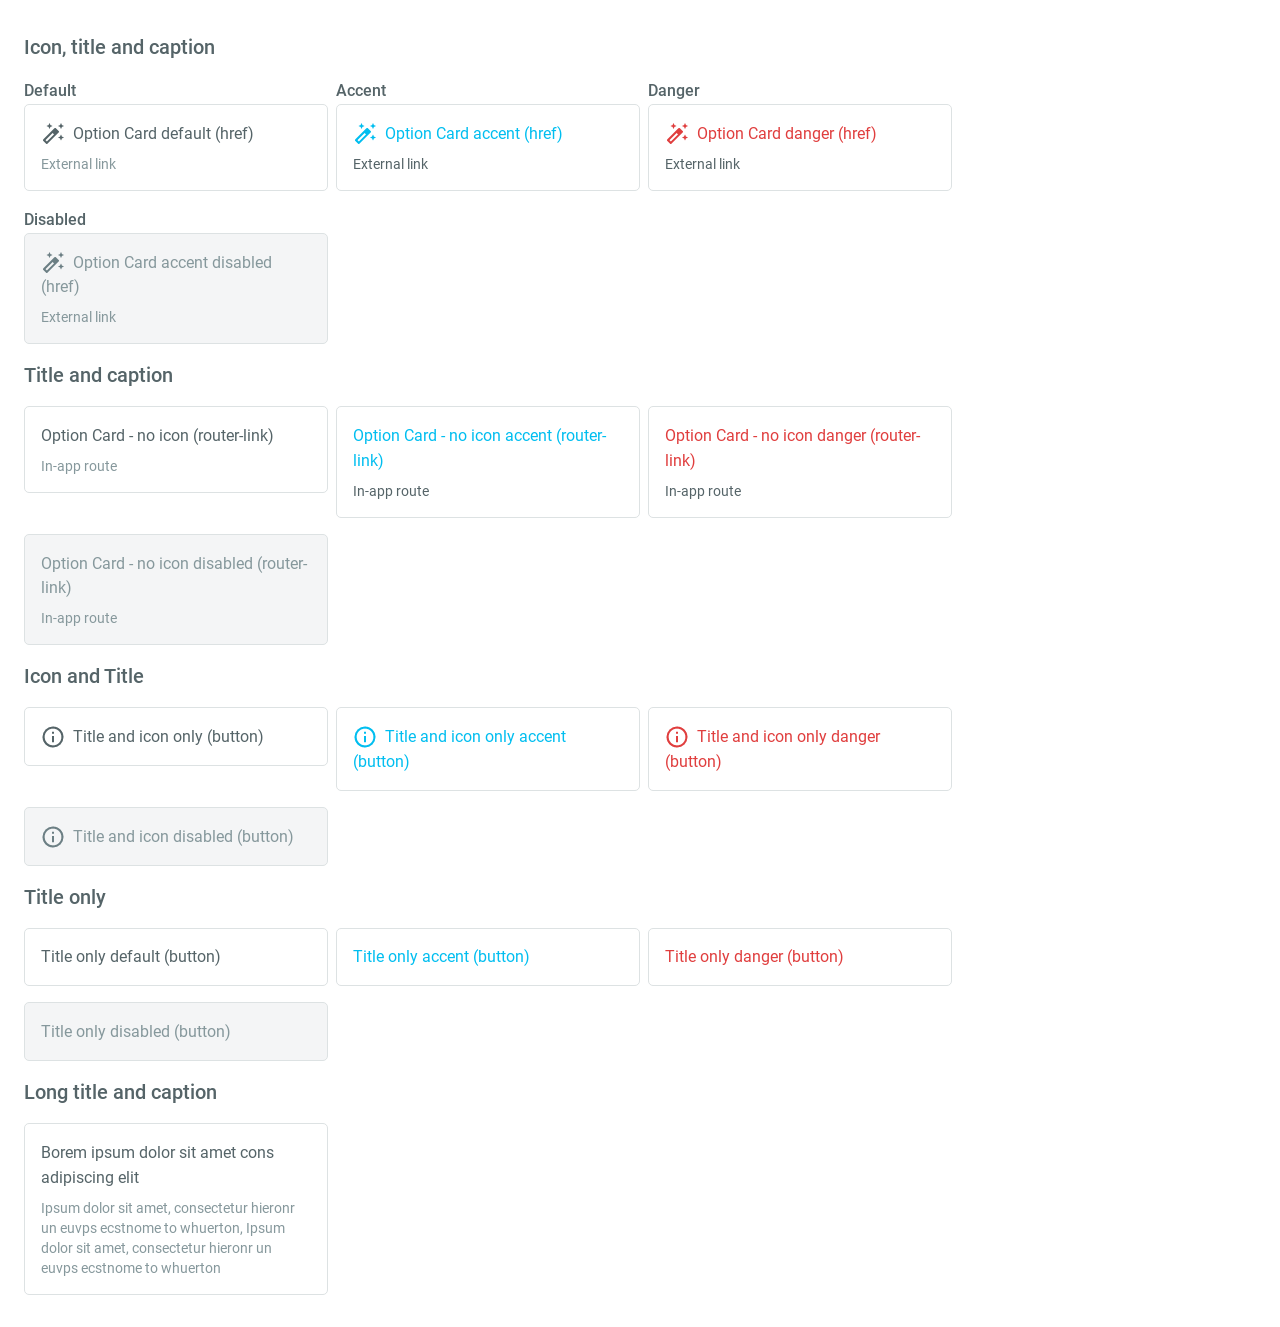 Icon, title and caption
Default
Accent
Danger
Option Card default (href)
External link
Option Card accent (href)
External link
Option Card danger (href)
External link
Disabled
Option Card accent disabled
(href)
External link
Title and caption
Option Card - no icon (router-link)
In-app route
Option Card - no icon accent (router-
link)
In-app route
Option Card - no icon danger (router-
link)
In-app route
Option Card - no icon disabled (router-
link)
In-app route
Icon and Title
Title and icon only (button)
Title and icon only accent
(button)
Title and icon only danger
(button)
Title and icon disabled (button)
Title only
Title only default (button)
Title only accent (button)
Title only danger (button)
Title only disabled (button)
Long title and caption
Borem ipsum dolor sit amet cons
adipiscing elit
Ipsum dolor sit amet, consectetur hieronr
un euvps ecstnome to whuerton, Ipsum
dolor sit amet, consectetur hieronr un
euvps ecstnome to whuerton